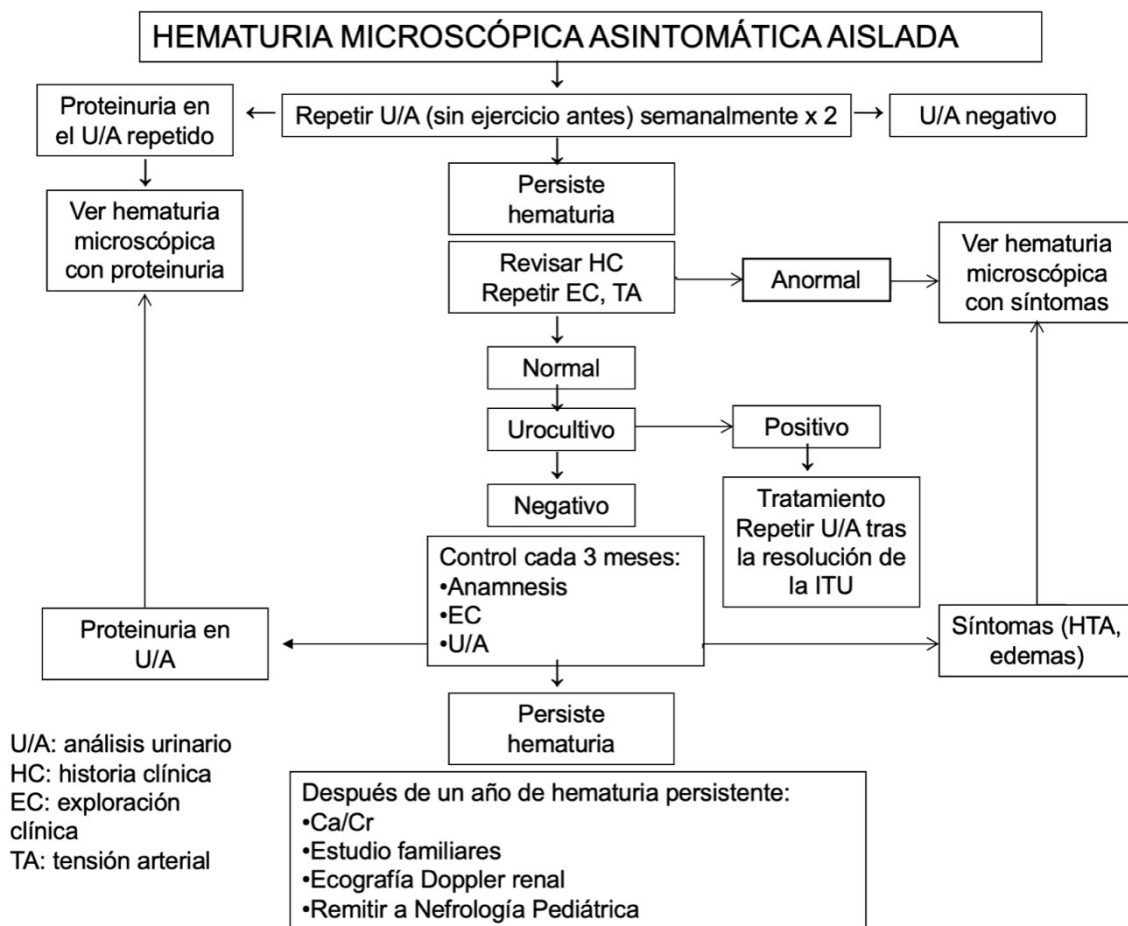 HEMATURIA MICROSCÓPICA ASINTOMÁTICA AISLADA
Proteinuria en
el U/A repetido
Repetir U/A (sin ejercicio antes) semanalmente x 2
U/A negativo
Persiste
hematuria
Ver hematuria
microscópica
con proteinuria
Revisar HC
Repetir EC, TA
Anormal
Ver hematuria
microscópica
con síntomas
Normal
Urocultivo
Positivo
Negativo
Tratamiento
Repetir U/A tras
la resolución de
la ITU
Control cada 3 meses:
•Anamnesis
•EC
•U/A
Proteinuria en
U/A
Síntomas (HTA,
edemas)
Persiste
hematuria
U/A: análisis urinario
HC: historia clínica
EC: exploración
clínica
TA: tensión arterial
Después de un año de hematuria persistente:
•Ca/Cr
•Estudio familiares
•Ecografía Doppler renal
•Remitir a Nefrología Pediátrica